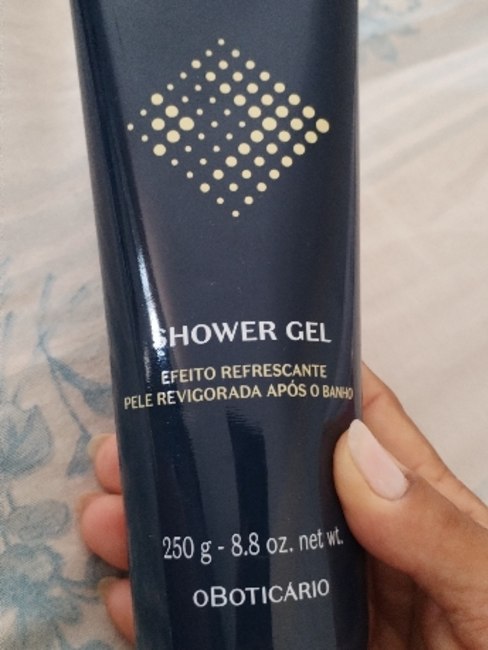 SHOWER GEL
EFEITO REFRESCANTE
PELE REVIGORADA APÓS O BANHO
250 g - 8.8 oz. net wt.
oBOTICÁRIO